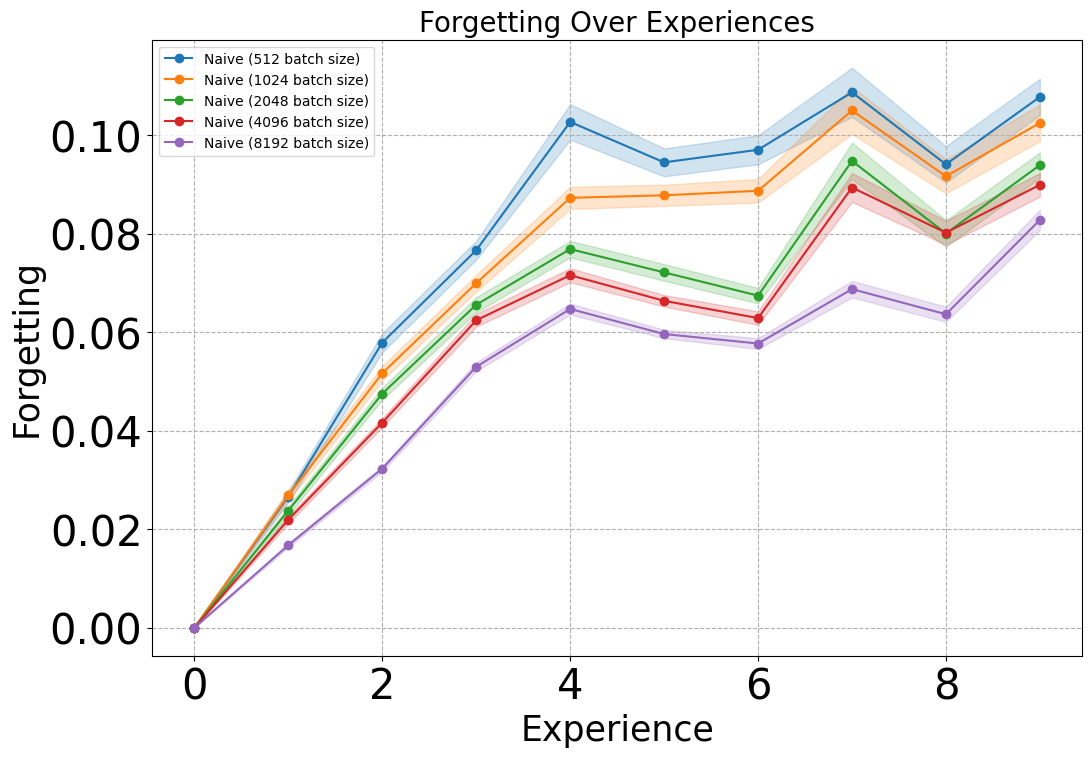 Forgetting Over Experiences
Naive (512 batch size)
Naive (1024 batch size)
Naive (2048 batch size)
Naive (4096 batch size)
Naive (8192 batch size)
0.10
0.08
0.06
0.04
0.02
0.00
Forgetting
0 2 4 6 8
Experience